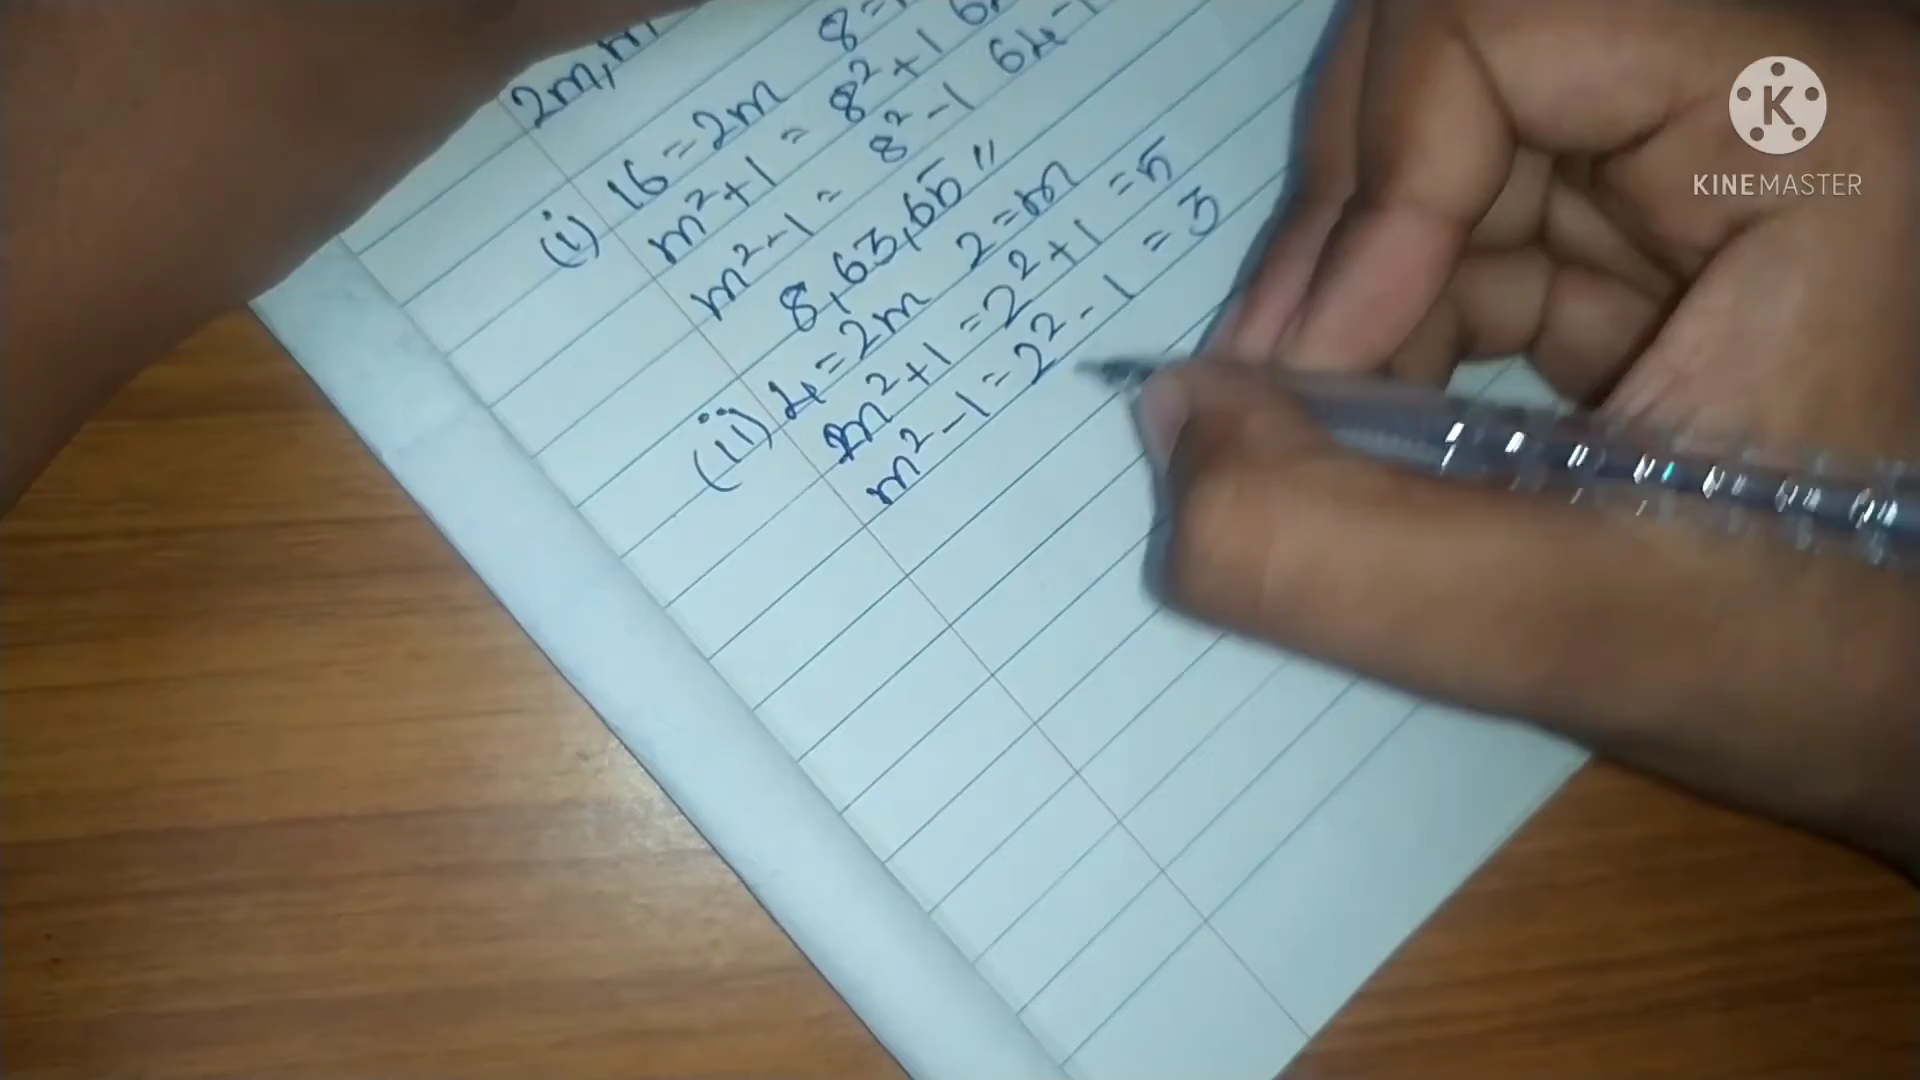 2m, m
(i) 16 = 2m 8 =
m²+1 = 8²+1
m²-1 = 8²-1 64-1
8, 63, 65 "
(ii) 4 = 2m 2 = m
m²+1 = 2²+1 = 5
m²-1 = 2²-1 = 3
KINEMASTER